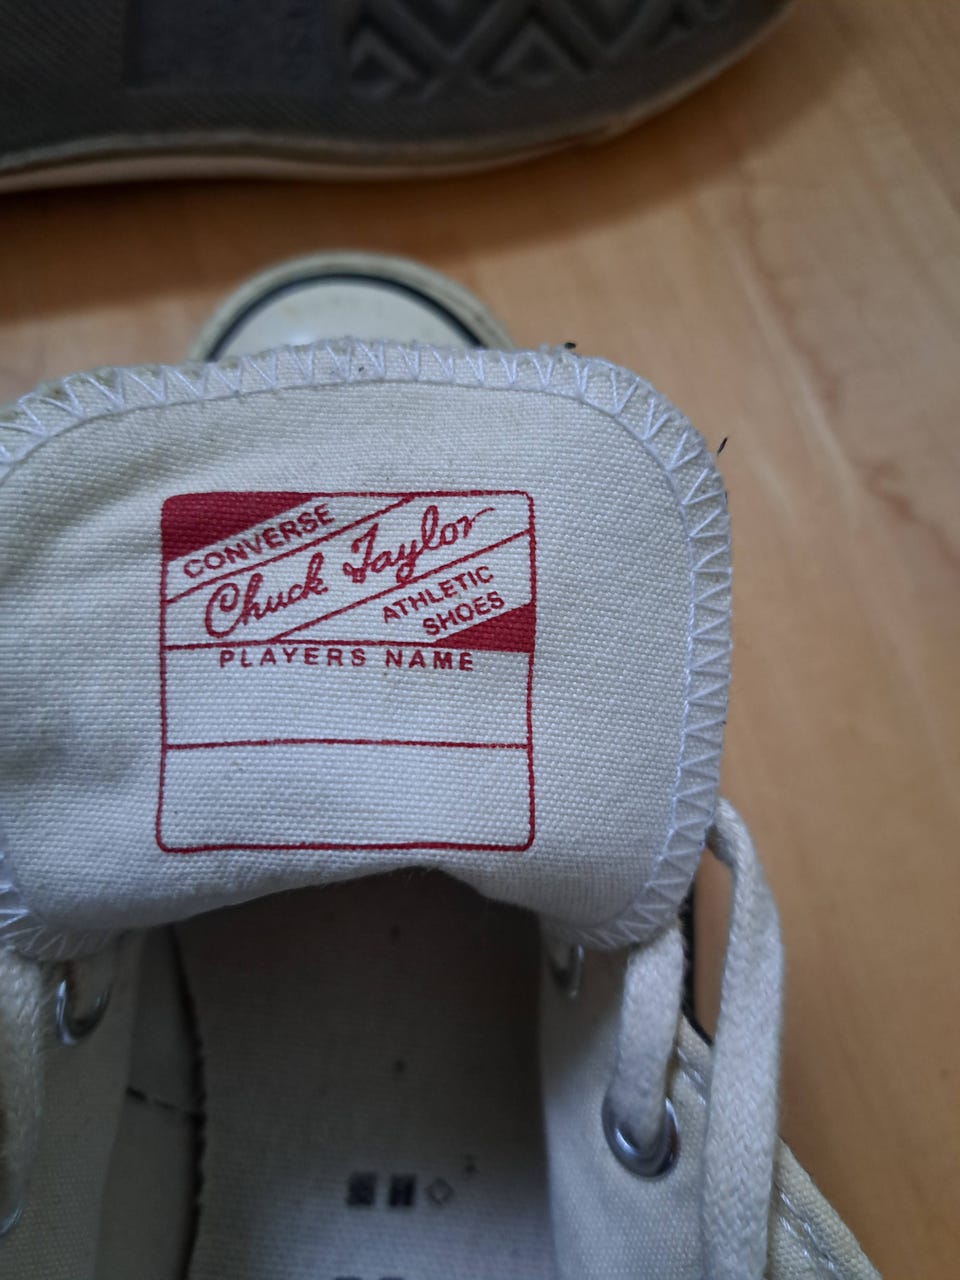 CONVERSE
Chuck Taylor
ATHLETIC
SHOES
PLAYERS NAME